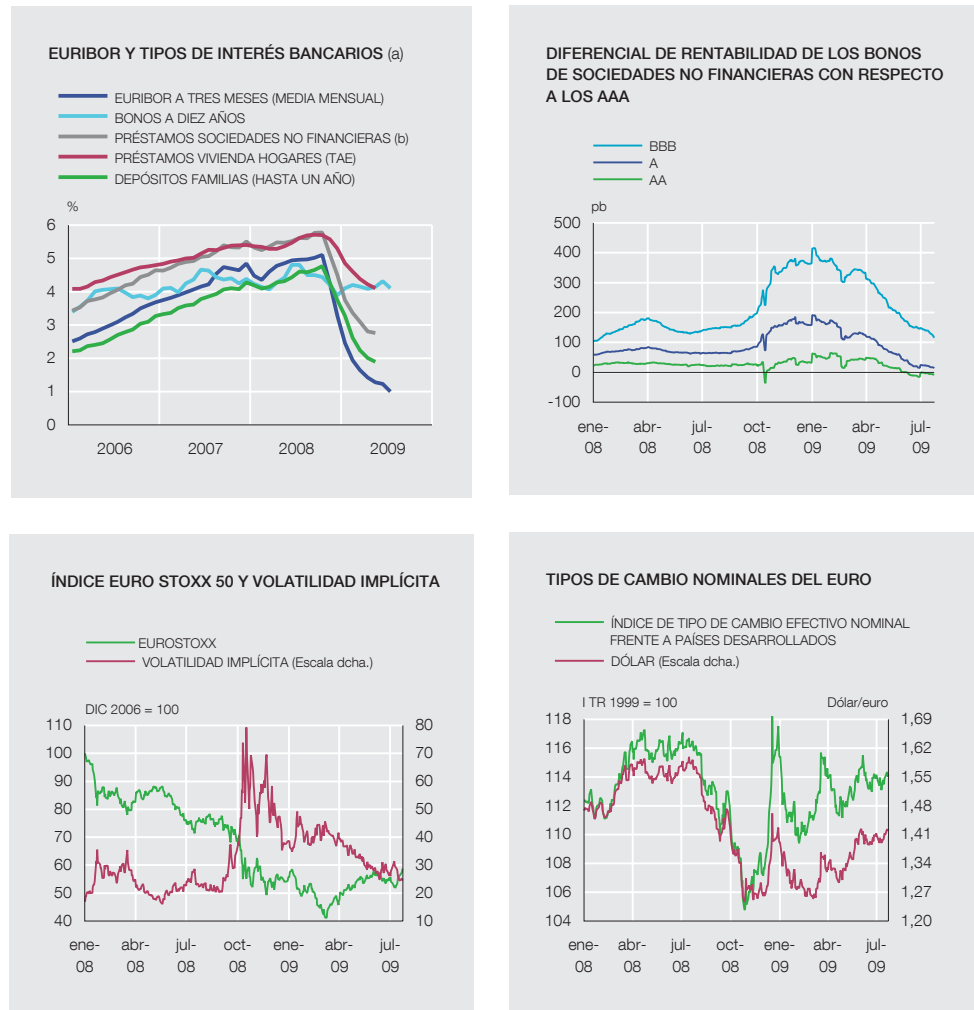 EURIBOR Y TIPOS DE INTERÉS BANCARIOS (a)
EURIBOR A TRES MESES (MEDIA MENSUAL)
BONOS A DIEZ AÑOS
PRÉSTAMOS SOCIEDADES NO FINANCIERAS (b)
PRÉSTAMOS VIVIENDA HOGARES (TAE)
DEPÓSITOS FAMILIAS (HASTA UN AÑO)
%
6
5
4
3
2
1
0
2006 2007 2008 2009
DIFERENCIAL DE RENTABILIDAD DE LOS BONOS
DE SOCIEDADES NO FINANCIERAS CON RESPECTO
A LOS AAA
BBB
A
AA
pb
500
400
300
200
100
0
-100
ene- abr- jul- oct- ene- abr- jul-
08 08 08 08 09 09 09
ÍNDICE EURO STOXX 50 Y VOLATILIDAD IMPLÍCITA
EUROSTOXX
VOLATILIDAD IMPLÍCITA (Escala dcha.)
DIC 2006 = 100
110 80
100 70
90 60
80 50
70 40
60 30
50 20
40 10
ene- abr- jul- oct- ene- abr- jul-
08 08 08 08 09 09 09
TIPOS DE CAMBIO NOMINALES DEL EURO
ÍNDICE DE TIPO DE CAMBIO EFECTIVO NOMINAL
FRENTE A PAÍSES DESARROLLADOS
DÓLAR (Escala dcha.)
I TR 1999 = 100 Dólar/euro
118 1,69
116 1,62
114 1,55
112 1,48
110 1,41
108 1,34
106 1,27
104 1,20
ene- abr- jul- oct- ene- abr- jul-
08 08 08 08 09 09 09